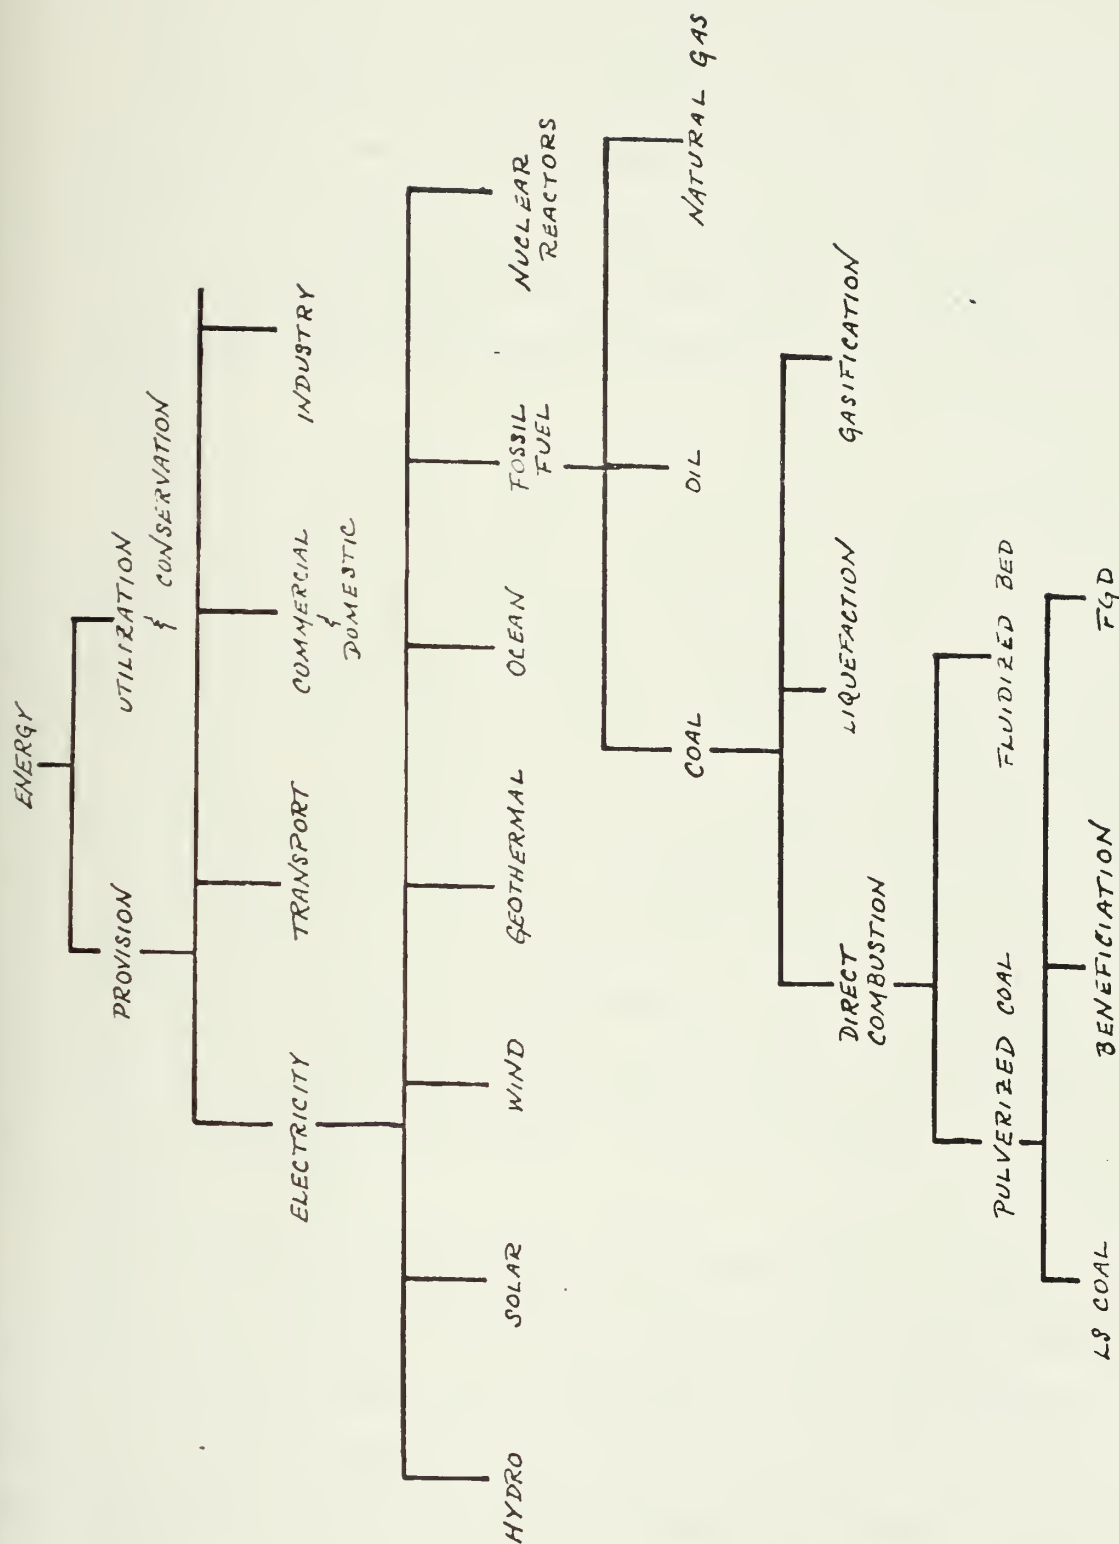 ENERGY
PROVISION
UTILIZATION
&
CONSERVATION
ELECTRICITY
TRANSPORT
COMMERCIAL
&
DOMESTIC
INDUSTRY
HYDRO
SOLAR
WIND
GEOTHERMAL
OCEAN
FOSSIL
FUEL
NUCLEAR
REACTORS
COAL
OIL
NATURAL GAS
DIRECT
COMBUSTION
LIQUEFACTION
GASIFICATION
PULVERIZED COAL
FLUIDIZED BED
LS COAL
BENEFICIATION
FGD